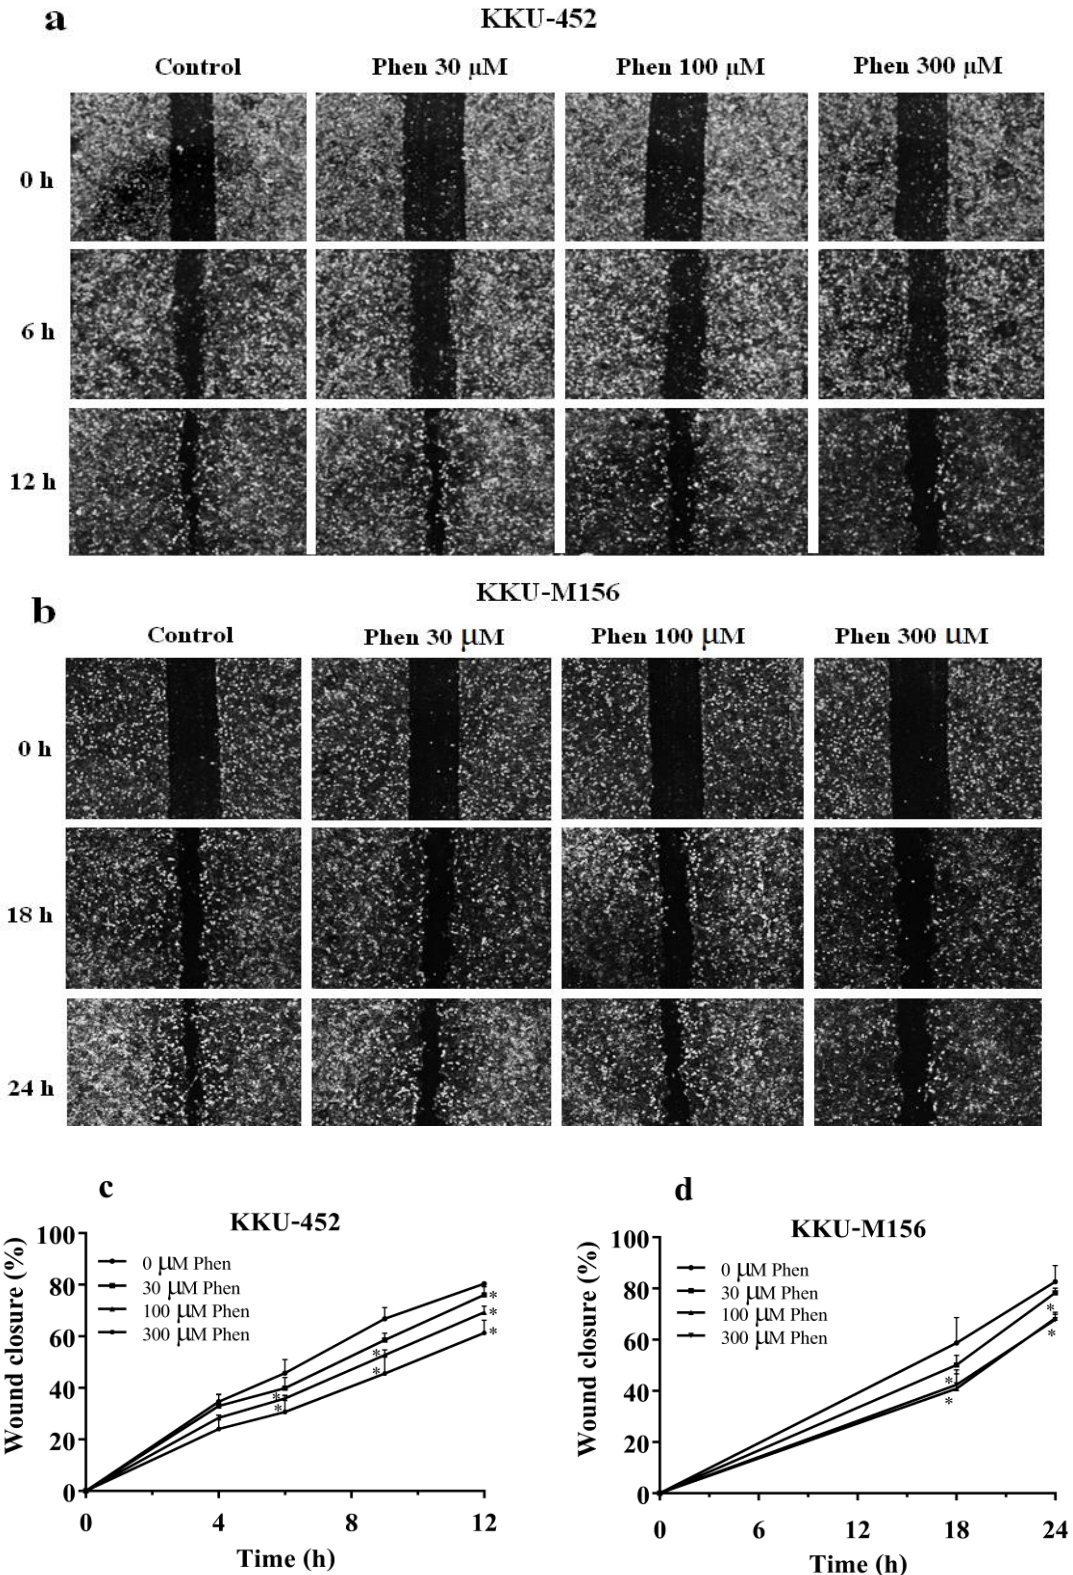 a
KKU-452
Control Phen 30 µM Phen 100 µM Phen 300 µM
0 h
6 h
12 h
b
KKU-M156
Control Phen 30 µM Phen 100 µM Phen 300 µM
0 h
18 h
24 h
c
KKU-452
Wound closure (%)
100
80
60
40
20
0
0 µM Phen
30 µM Phen
100 µM Phen
300 µM Phen
*
*
*
*
*
*
*
0 4 8 12
Time (h)
d
KKU-M156
Wound closure (%)
100
80
60
40
20
0
0 µM Phen
30 µM Phen
100 µM Phen
300 µM Phen
*
*
*
*
0 6 12 18 24
Time (h)